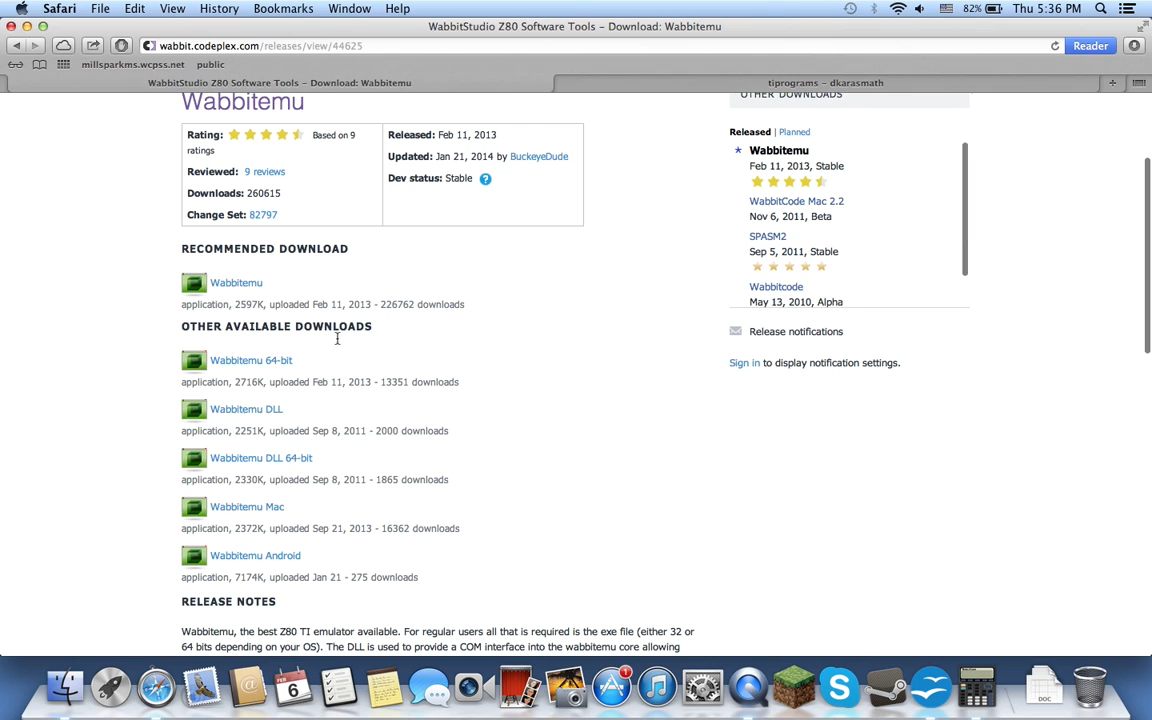 Safari File Edit View History Bookmarks Window Help 82% Thu 5:36 PM
WabbitStudio Z80 Software Tools - Download: Wabbitemu
wabbit.codeplex.com/releases/view/44625 Reader
millsparkms.wcpss.net public
WabbitStudio Z80 Software Tools - Download: Wabbitemu tiprograms - dkarasmath
Wabbitemu
Rating: Based on 9 ratings
Reviewed: 9 reviews
Downloads: 260615
Change Set: 82797
Released: Feb 11, 2013
Updated: Jan 21, 2014 by BuckeyeDude
Dev status: Stable ?
RECOMMENDED DOWNLOAD
Wabbitemu
application, 2597K, uploaded Feb 11, 2013 - 226762 downloads
OTHER AVAILABLE DOWNLOADS
Wabbitemu 64-bit
application, 2716K, uploaded Feb 11, 2013 - 13351 downloads
Wabbitemu DLL
application, 2251K, uploaded Sep 8, 2011 - 2000 downloads
Wabbitemu DLL 64-bit
application, 2330K, uploaded Sep 8, 2011 - 1865 downloads
Wabbitemu Mac
application, 2372K, uploaded Sep 21, 2013 - 16362 downloads
Wabbitemu Android
application, 7174K, uploaded Jan 21 - 275 downloads
RELEASE NOTES
Wabbitemu, the best Z80 TI emulator available. For regular users all that is required is the exe file (either 32 or
64 bits depending on your OS). The DLL is used to provide a COM interface into the wabbitemu core allowing
OTHER DOWNLOADS
Released | Planned
* Wabbitemu
Feb 11, 2013, Stable
WabbitCode Mac 2.2
Nov 6, 2011, Beta
SPASM2
Sep 5, 2011, Stable
Wabbitcode
May 13, 2010, Alpha
Release notifications
Sign in to display notification settings.
FEB
6
1
DOC